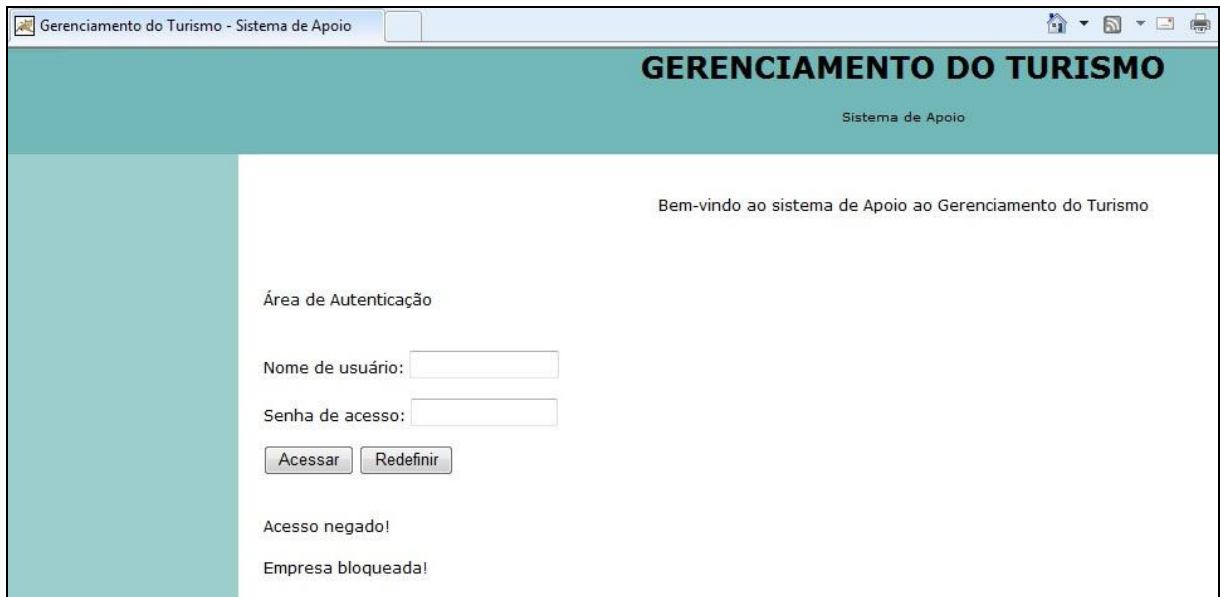 Gerenciamento do Turismo - Sistema de Apoio
GERENCIAMENTO DO TURISMO
Sistema de Apoio
Bem-vindo ao sistema de Apoio ao Gerenciamento do Turismo
Área de Autenticação
Nome de usuário:
Senha de acesso:
Acessar Redefinir
Acesso negado!
Empresa bloqueada!